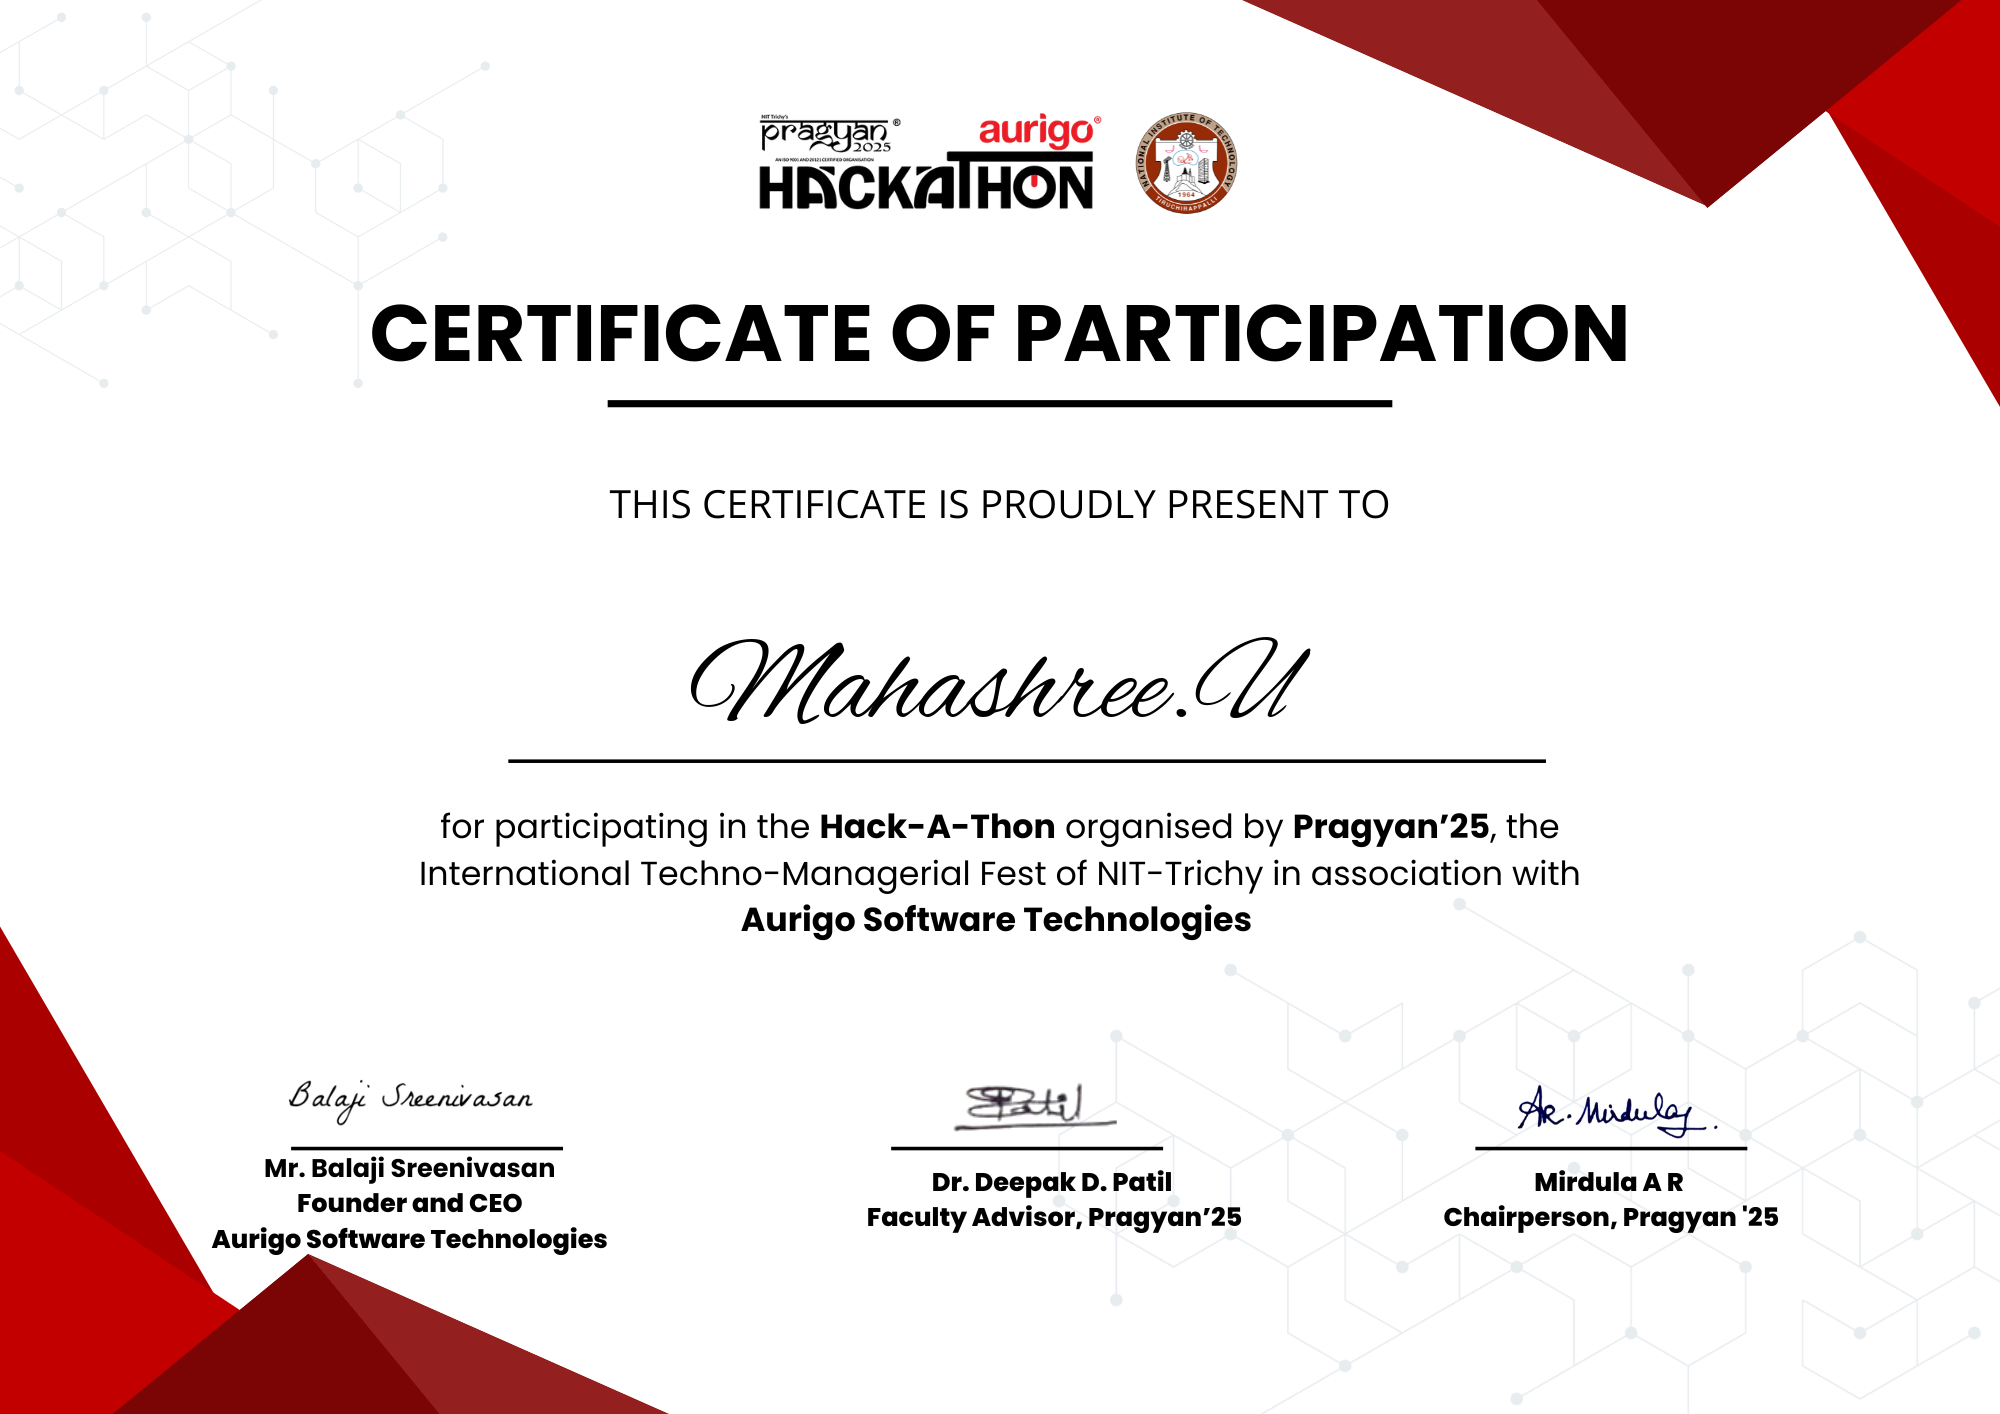 NIT Trichy's
pragyan ®
2025
AN ISO 9001 AND 20121 CERTIFIED ORGANISATION
aurigo®
HACKATHON
NATIONAL INSTITUTE OF TECHNOLOGY
1964
TIRUCHIRAPPALLI
CERTIFICATE OF PARTICIPATION
THIS CERTIFICATE IS PROUDLY PRESENT TO
Mahashree.U
for participating in the Hack-A-Thon organised by Pragyan’25, the
International Techno-Managerial Fest of NIT-Trichy in association with
Aurigo Software Technologies
Balaji Sreenivasan
Mr. Balaji Sreenivasan
Founder and CEO
Aurigo Software Technologies
Patil
Dr. Deepak D. Patil
Faculty Advisor, Pragyan’25
AR. Mirdula
Mirdula A R
Chairperson, Pragyan '25